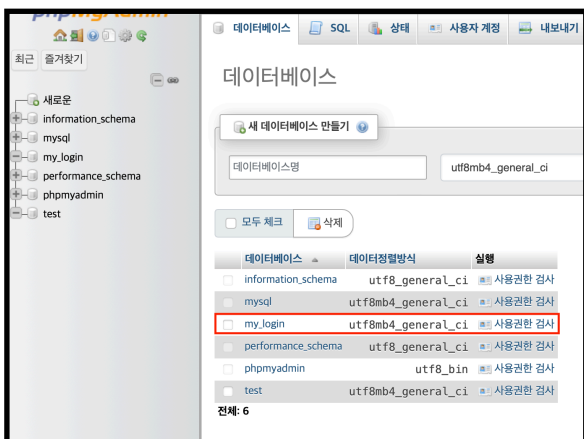 phpMyAdmin
최근 즐겨찾기
새로운
information_schema
mysql
my_login
performance_schema
phpmyadmin
test
데이터베이스 SQL 상태 사용자 계정 내보내기
데이터베이스
새 데이터베이스 만들기
데이터베이스명 utf8mb4_general_ci
모두 체크 삭제
데이터베이스 데이터정렬방식 실행
information_schema utf8_general_ci 사용권한 검사
mysql utf8mb4_general_ci 사용권한 검사
my_login utf8mb4_general_ci 사용권한 검사
performance_schema utf8_general_ci 사용권한 검사
phpmyadmin utf8_bin 사용권한 검사
test utf8mb4_general_ci 사용권한 검사
전체: 6